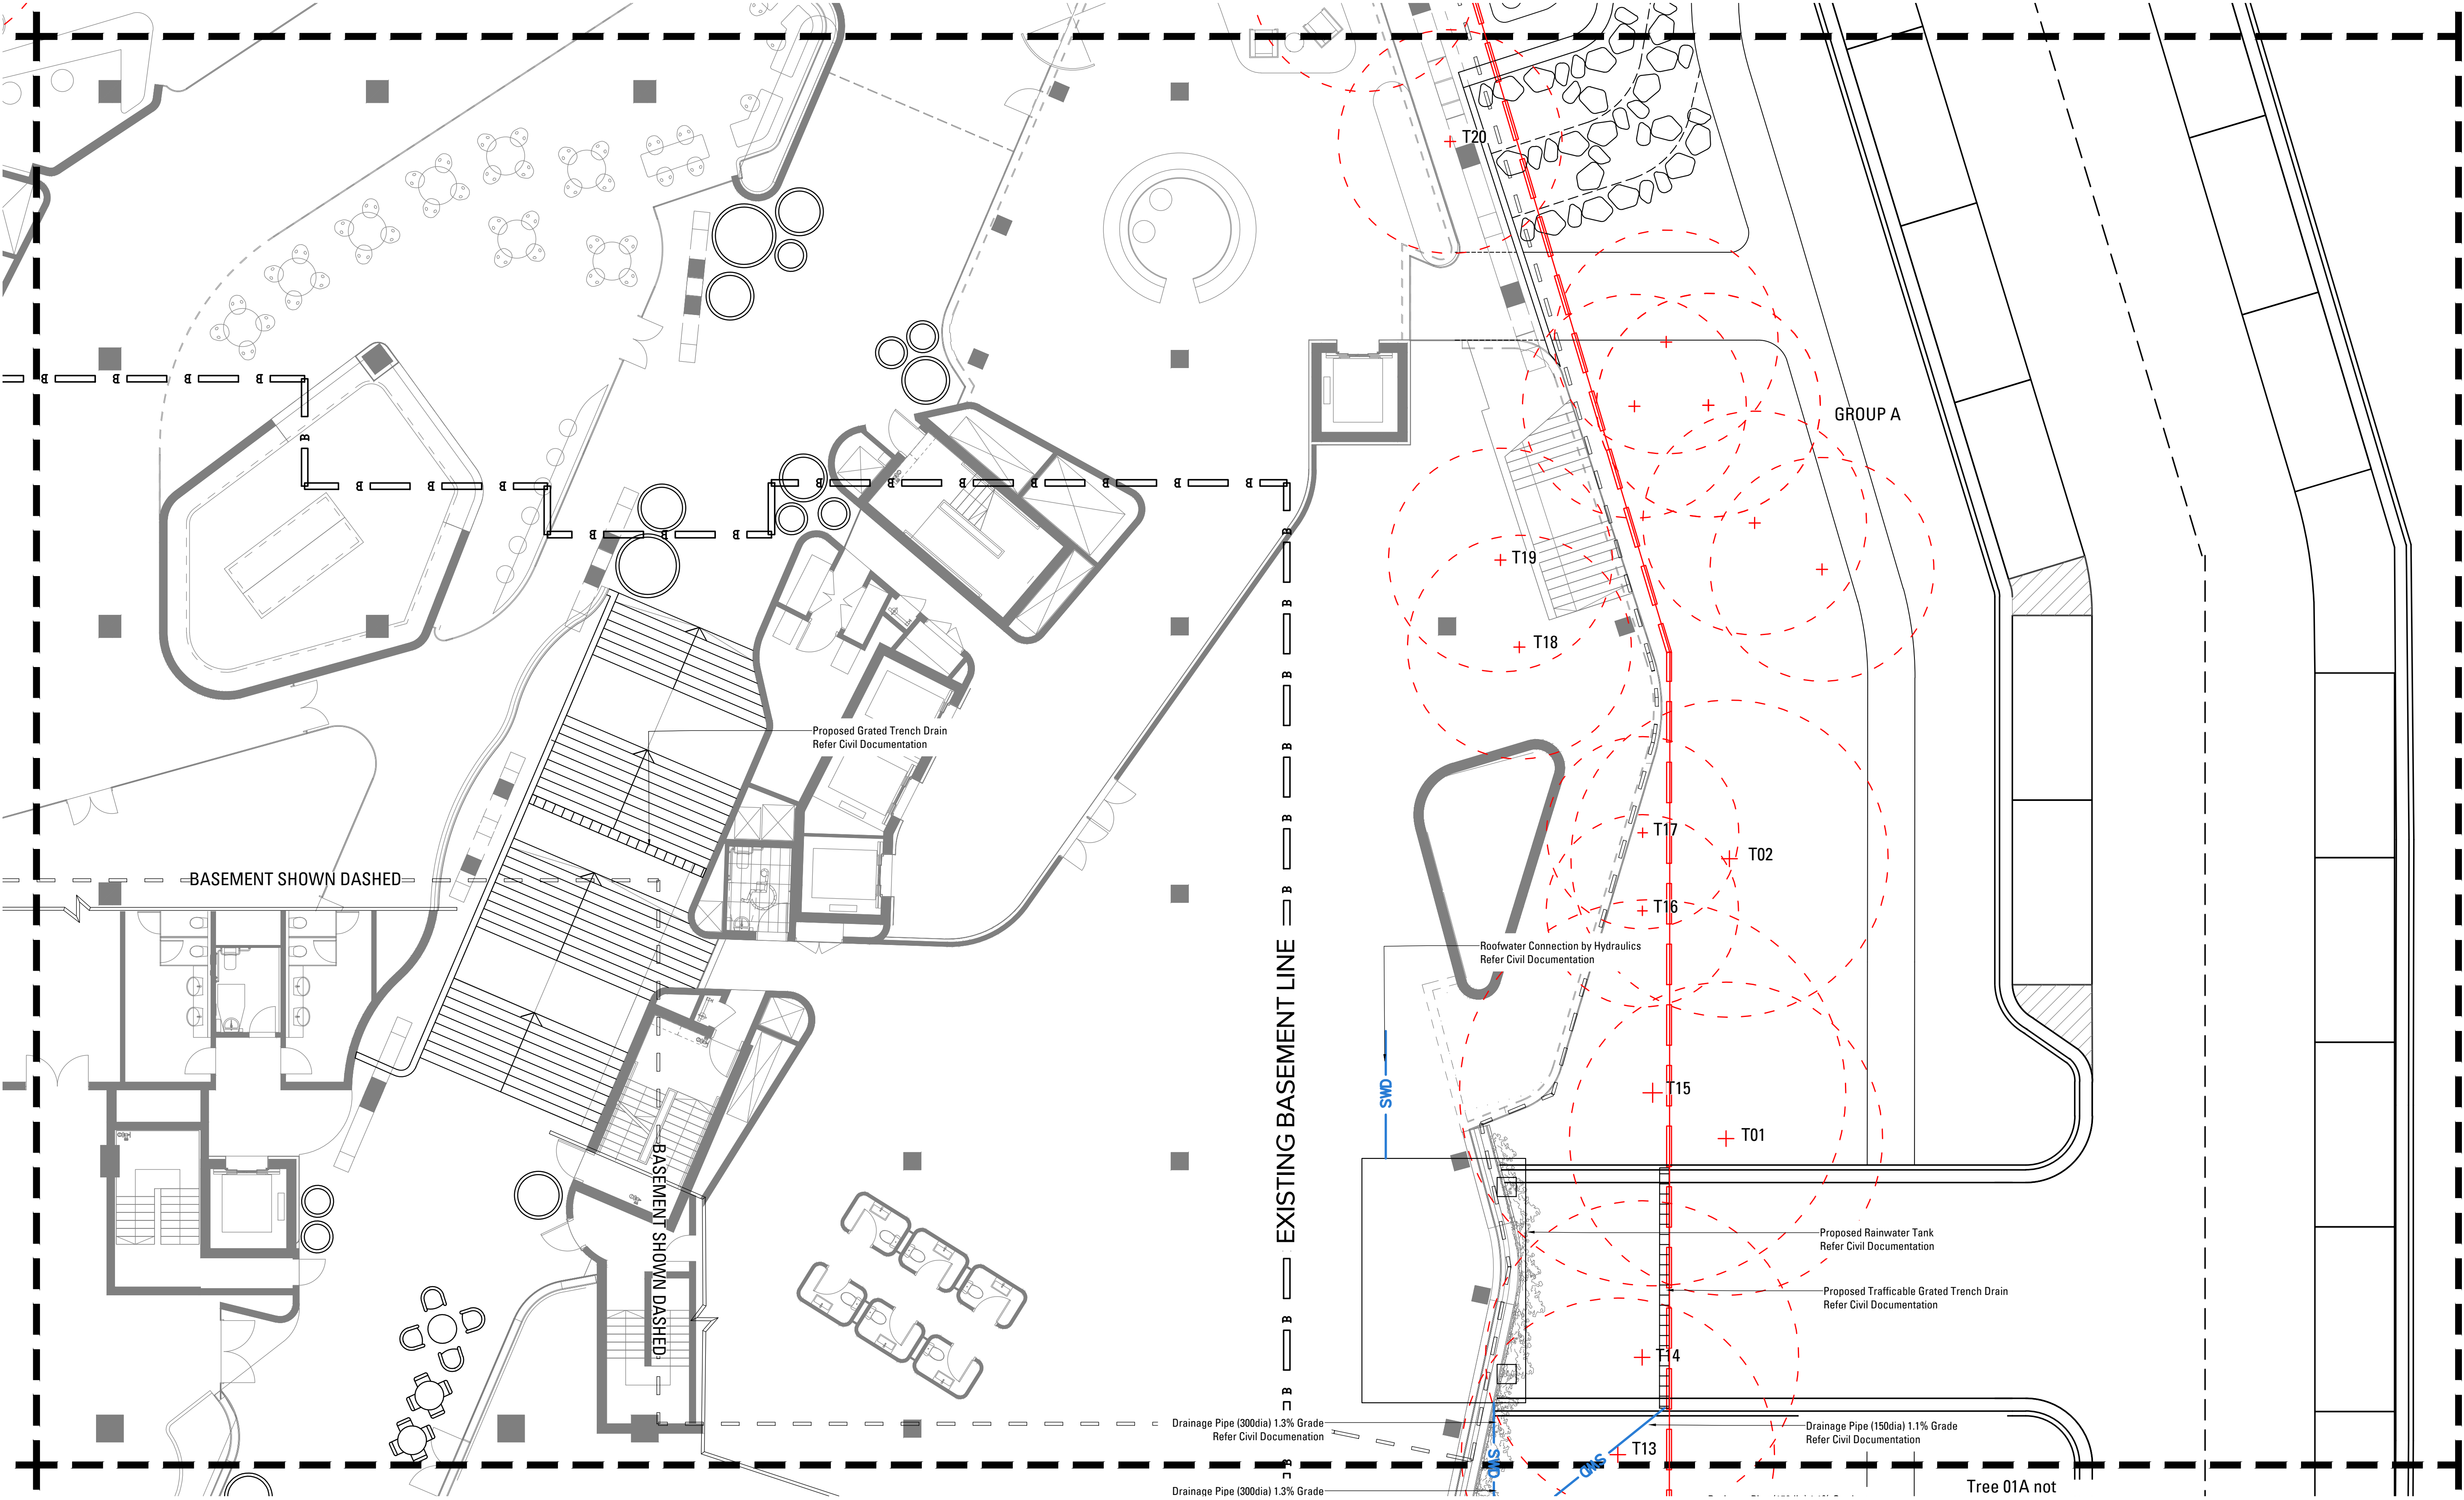 T20
GROUP A
T19
T18
Proposed Grated Trench Drain
Refer Civil Documentation
T17
T02
BASEMENT SHOWN DASHED
T16
Roofwater Connection by Hydraulics
Refer Civil Documentation
EXISTING BASEMENT LINE
SWD
T15
T01
BASEMENT SHOWN DASHED
Proposed Rainwater Tank
Refer Civil Documentation
Proposed Trafficable Grated Trench Drain
Refer Civil Documentation
T14
Drainage Pipe (300dia) 1.3% Grade
Refer Civil Documenation
Drainage Pipe (150dia) 1.1% Grade
Refer Civil Documentation
T13
SWD
SWD
Drainage Pipe (300dia) 1.3% Grade
Tree 01A not
B B B B
B
B B B
B B B
B B B B B B B
B
B
B
B
B
B
B
B
B
B